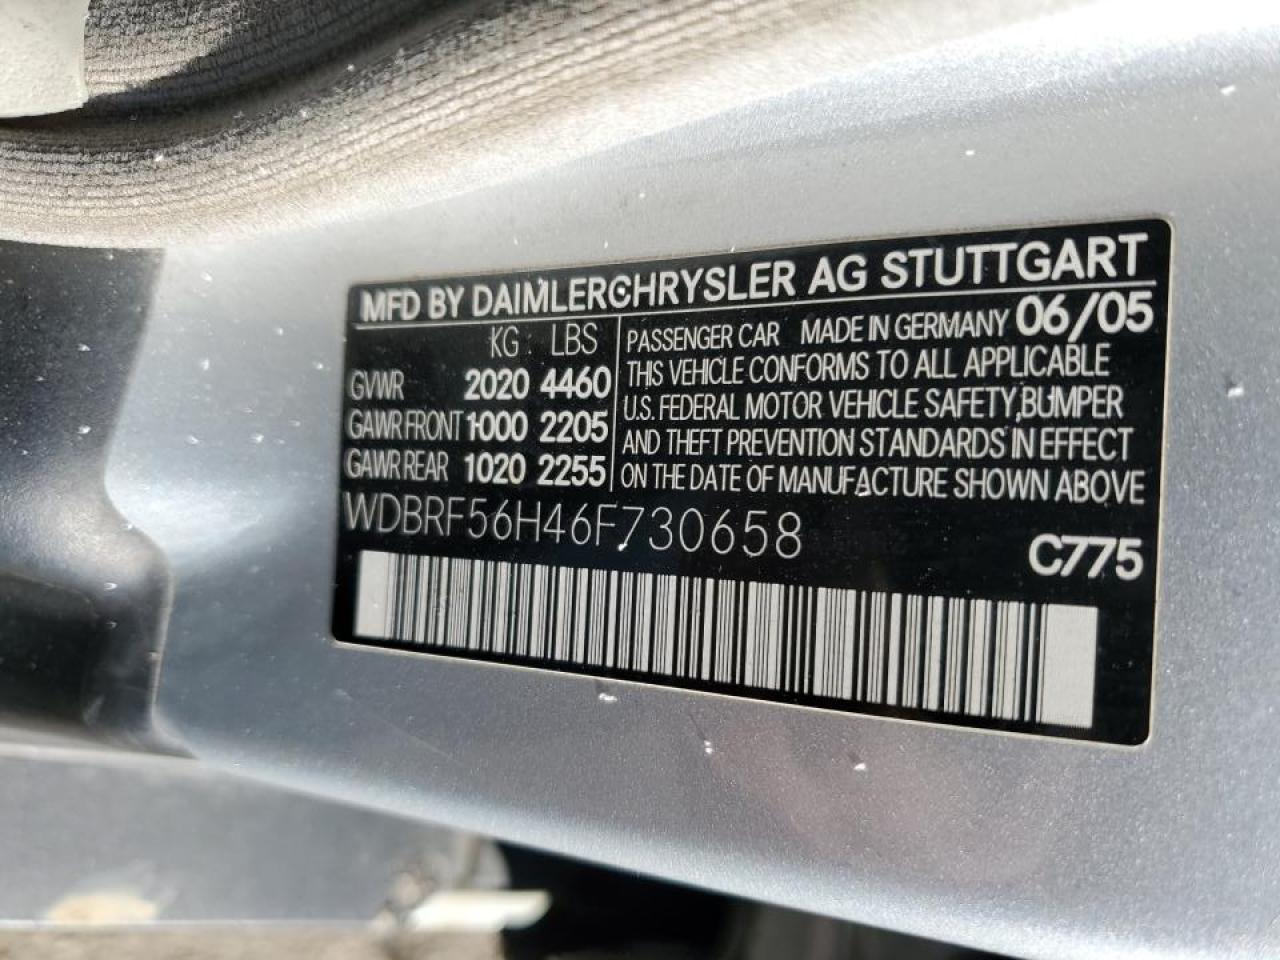 MFD BY DAIMLERCHRYSLER AG STUTTGART
KG LBS
GVWR 2020 4460
GAWR FRONT 1000 2205
GAWR REAR 1020 2255
PASSENGER CAR MADE IN GERMANY 06/05
THIS VEHICLE CONFORMS TO ALL APPLICABLE
U.S. FEDERAL MOTOR VEHICLE SAFETY, BUMPER
AND THEFT PREVENTION STANDARDS IN EFFECT
ON THE DATE OF MANUFACTURE SHOWN ABOVE
WDBRF56H46F730658
C775